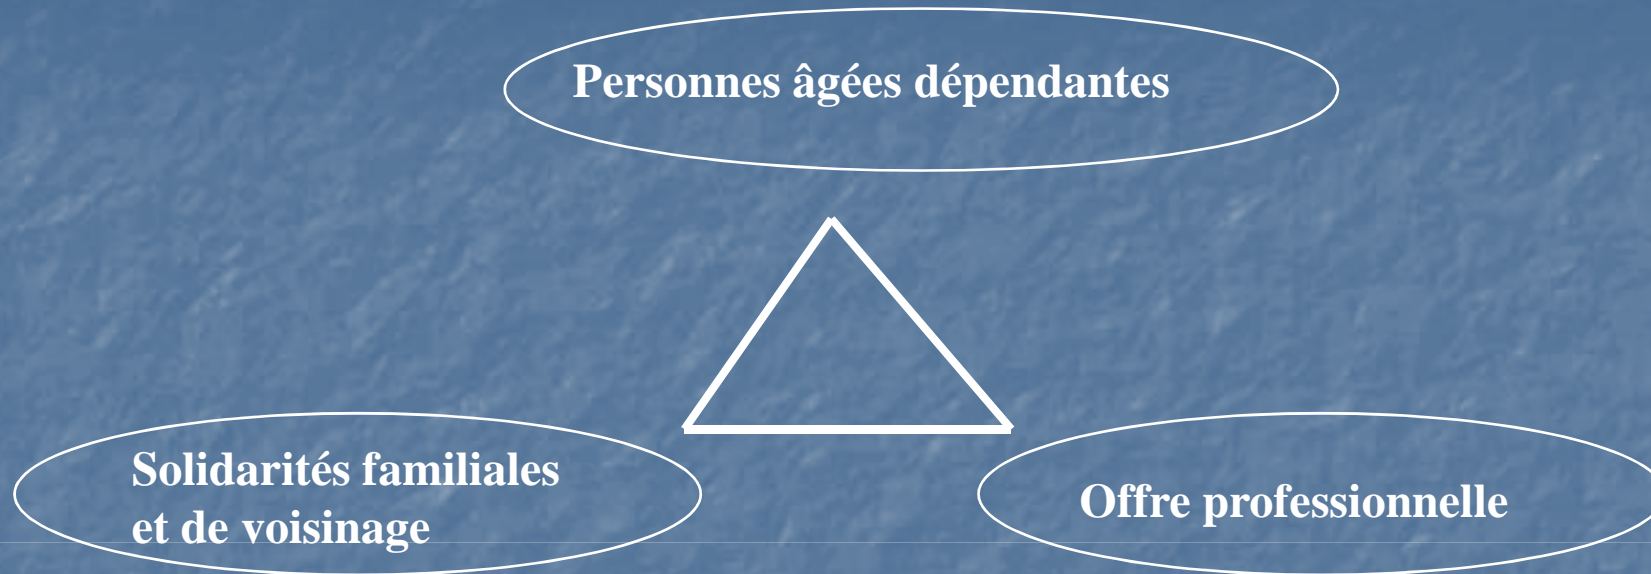 Personnes âgées dépendantes
Solidarités familiales
et de voisinage
Offre professionnelle